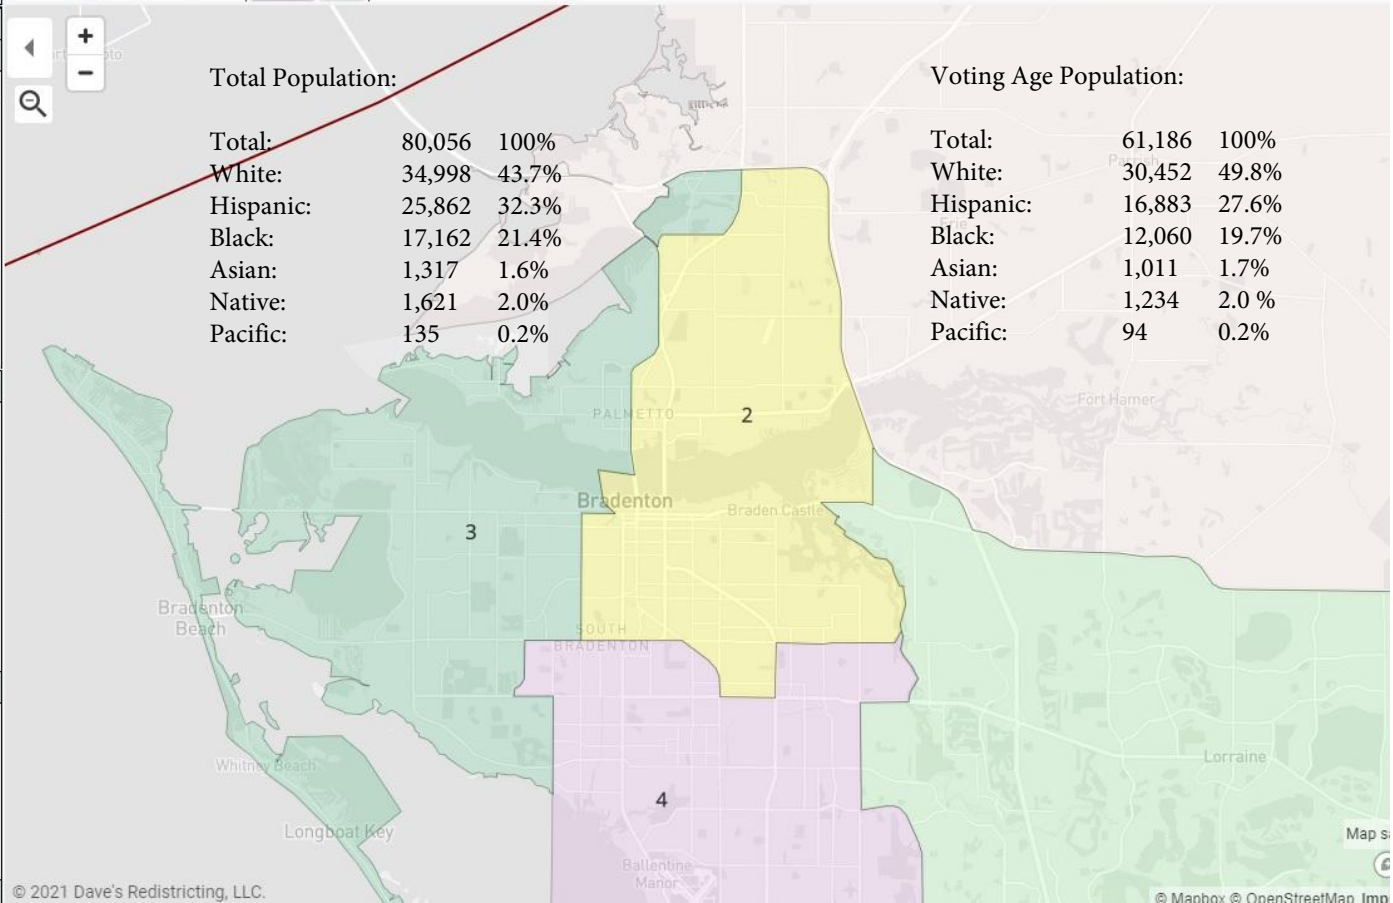 Total Population:
Total: 80,056 100%
White: 34,998 43.7%
Hispanic: 25,862 32.3%
Black: 17,162 21.4%
Asian: 1,317 1.6%
Native: 1,621 2.0%
Pacific: 135 0.2%
Voting Age Population:
Total: 61,186 100%
White: 30,452 49.8%
Hispanic: 16,883 27.6%
Black: 12,060 19.7%
Asian: 1,011 1.7%
Native: 1,234 2.0 %
Pacific: 94 0.2%
Parrish
Erie
Fort Hamer
PALMETTO
2
Bradenton
Braden Castle
3
Bradenton
Beach
SOUTH
BRADENTON
Whitney Beach
Lorraine
4
Longboat Key
Map sa
Ballentine
Manor
© 2021 Dave's Redistricting, LLC.
© Mapbox © OpenStreetMap Imp